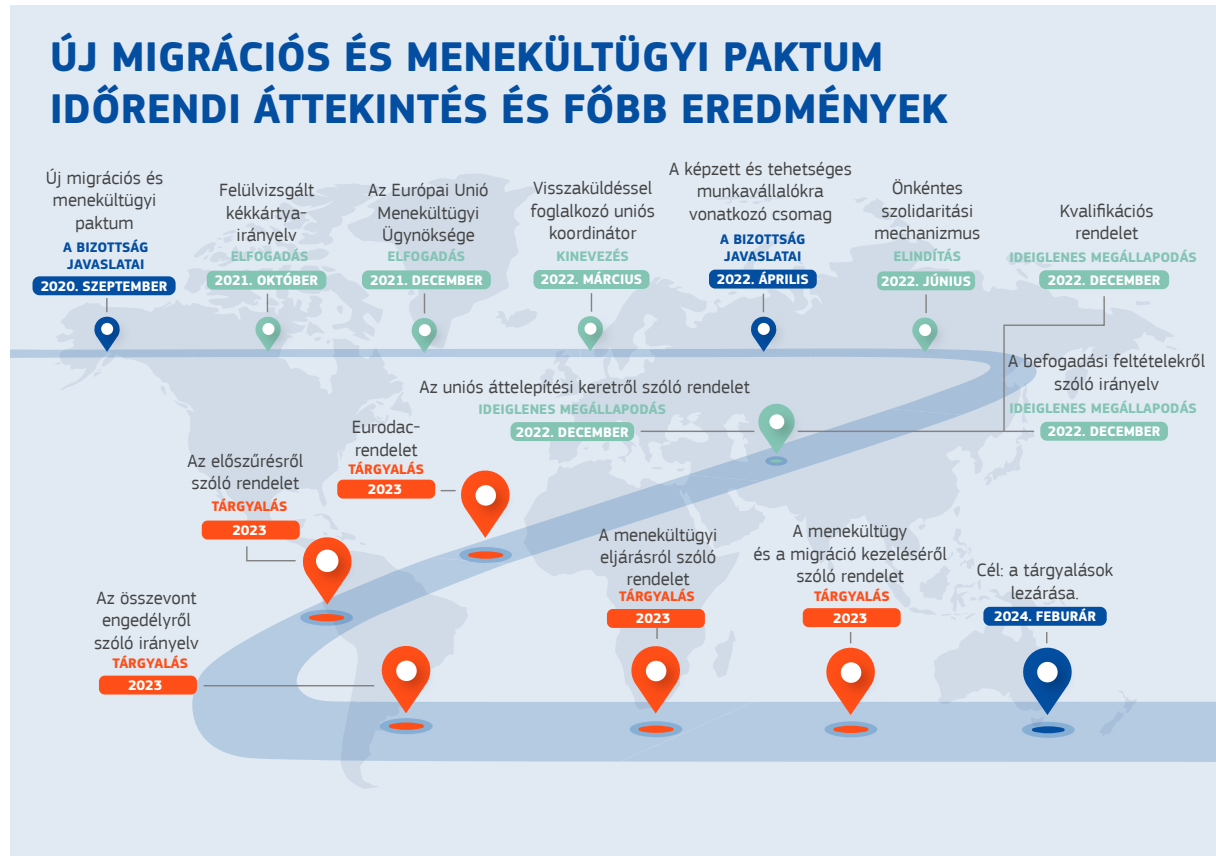 ÚJ MIGRÁCIÓS ÉS MENEKÜLTÜGYI PAKTUM
IDŐRENDI ÁTTEKINTÉS ÉS FŐBB EREDMÉNYEK
Új migrációs és
menekültügyi
paktum
A BIZOTTSÁG
JAVASLATAI
2020. SZEPTEMBER
Felülvizsgált
kékkártya-
irányelv
ELFOGADÁS
2021. OKTÓBER
Az Európai Unió
Menekültügyi
Ügynöksége
ELFOGADÁS
2021. DECEMBER
Visszaküldéssel
foglalkozó uniós
koordinátor
KINEVEZÉS
2022. MÁRCIUS
A képzett és tehetséges
munkavállalókra
vonatkozó csomag
A BIZOTTSÁG
JAVASLATAI
2022. ÁPRILIS
Önkéntes
szolidaritási
mechanizmus
ELINDÍTÁS
2022. JÚNIUS
Kvalifikációs
rendelet
IDEIGLENES MEGÁLLAPODÁS
2022. DECEMBER
A befogadási feltételekről
szóló irányelv
IDEIGLENES MEGÁLLAPODÁS
2022. DECEMBER
Az uniós áttelepítési keretről szóló rendelet
IDEIGLENES MEGÁLLAPODÁS
2022. DECEMBER
Eurodac-
rendelet
TÁRGYALÁS
2023
Az előszűrésről
szóló rendelet
TÁRGYALÁS
2023
Az összevont
engedélyről
szóló irányelv
TÁRGYALÁS
2023
A menekültügyi
eljárásról szóló
rendelet
TÁRGYALÁS
2023
A menekültügy
és a migráció kezeléséről
szóló rendelet
TÁRGYALÁS
2023
Cél: a tárgyalások
lezárása.
2024. FEBURÁR